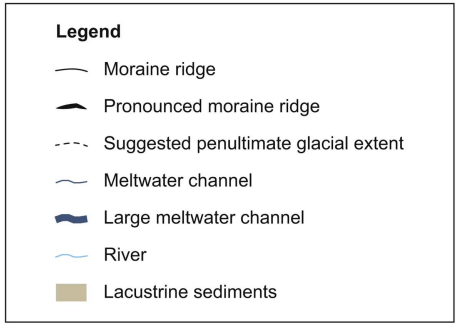 Legend
Moraine ridge
Pronounced moraine ridge
Suggested penultimate glacial extent
Meltwater channel
Large meltwater channel
River
Lacustrine sediments